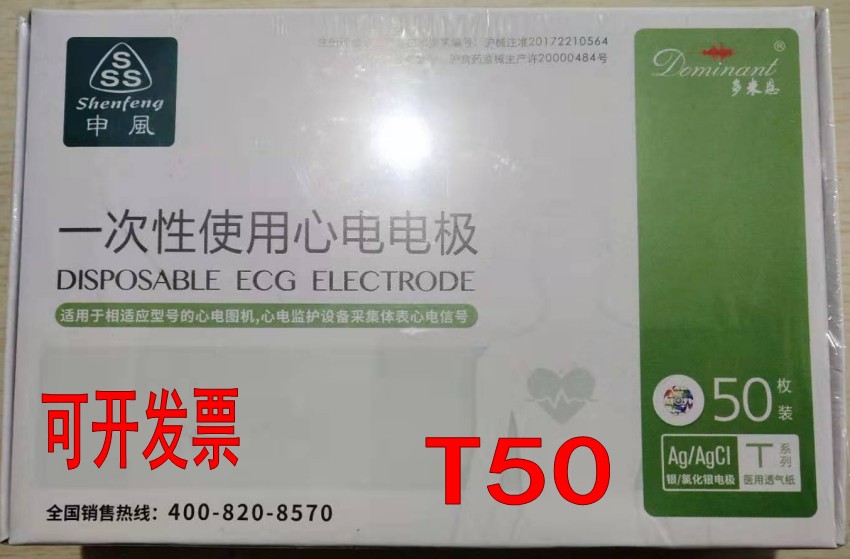 SSS
Shenfeng
申風
沪械注准20172210564
沪食药监械生产许20000484号
Dominant®
多米恩
一次性使用心电电极
DISPOSABLE ECG ELECTRODE
适用于相适应型号的心电图机,心电监护设备采集体表心电信号
可开发票
T50
50枚装
Ag/AgCl
银/氯化银电极
T系列
医用透气纸
全国销售热线：400-820-8570